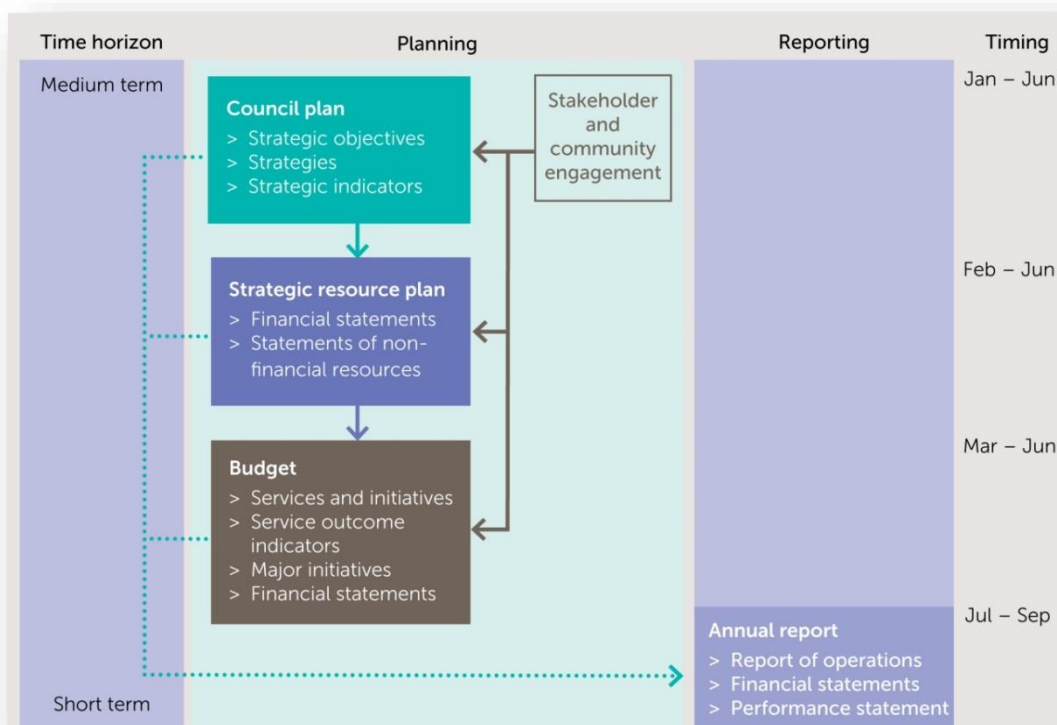 Time horizon
Planning
Reporting
Timing
Medium term
Jan – Jun
Council plan
> Strategic objectives
> Strategies
> Strategic indicators
Stakeholder
and
community
engagement
Feb – Jun
Strategic resource plan
> Financial statements
> Statements of non-
financial resources
Mar – Jun
Budget
> Services and initiatives
> Service outcome
indicators
> Major initiatives
> Financial statements
Jul – Sep
Annual report
> Report of operations
> Financial statements
> Performance statement
Short term